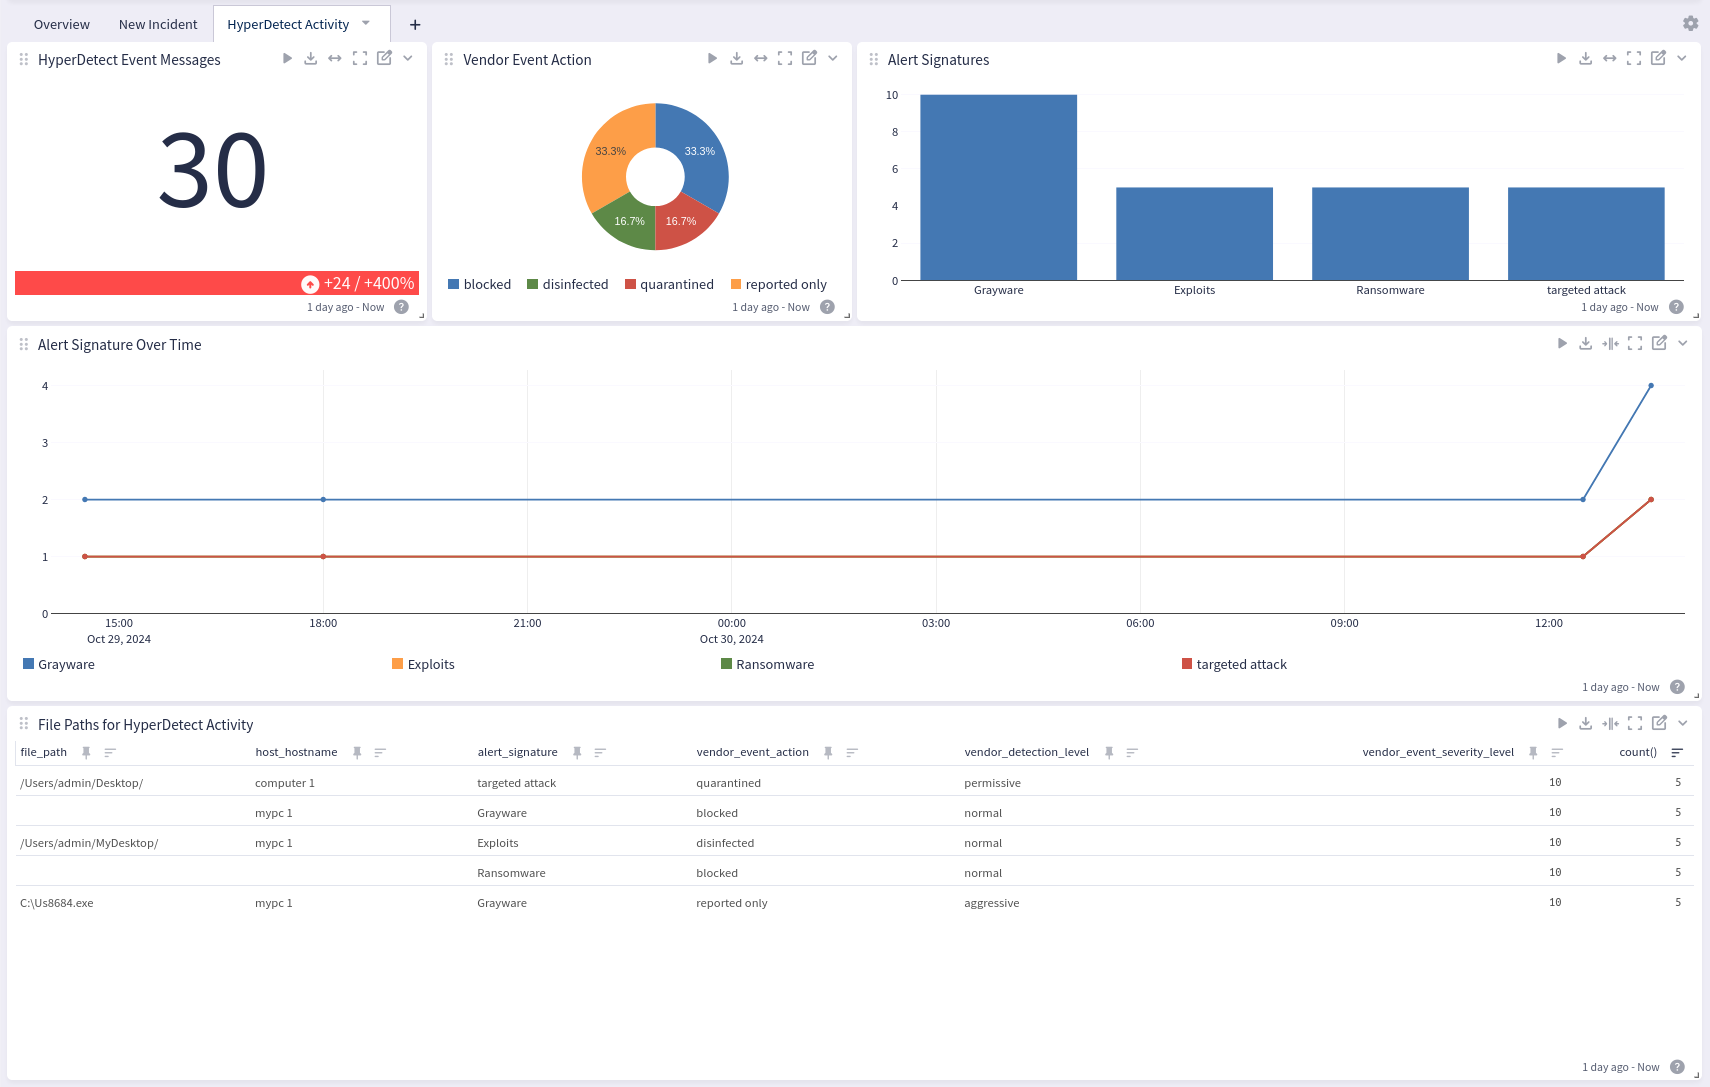 Overview New Incident HyperDetect Activity +
HyperDetect Event Messages
30
+24 / +400%
1 day ago - Now ?
Vendor Event Action
33.3% 33.3%
16.7% 16.7%
blocked disinfected quarantined reported only
1 day ago - Now ?
Alert Signatures
10
8
6
4
2
0
Grayware Exploits Ransomware targeted attack
1 day ago - Now ?
Alert Signature Over Time
4
3
2
1
0
15:00 18:00 21:00 00:00 03:00 06:00 09:00 12:00
Oct 29, 2024 Oct 30, 2024
Grayware Exploits Ransomware targeted attack
1 day ago - Now ?
File Paths for HyperDetect Activity
file_path host_hostname alert_signature vendor_event_action vendor_detection_level vendor_event_severity_level count()
/Users/admin/Desktop/ computer 1 targeted attack quarantined permissive 10 5
mypc 1 Grayware blocked normal 10 5
/Users/admin/MyDesktop/ mypc 1 Exploits disinfected normal 10 5
Ransomware blocked normal 10 5
C:\Us8684.exe mypc 1 Grayware reported only aggressive 10 5
1 day ago - Now ?